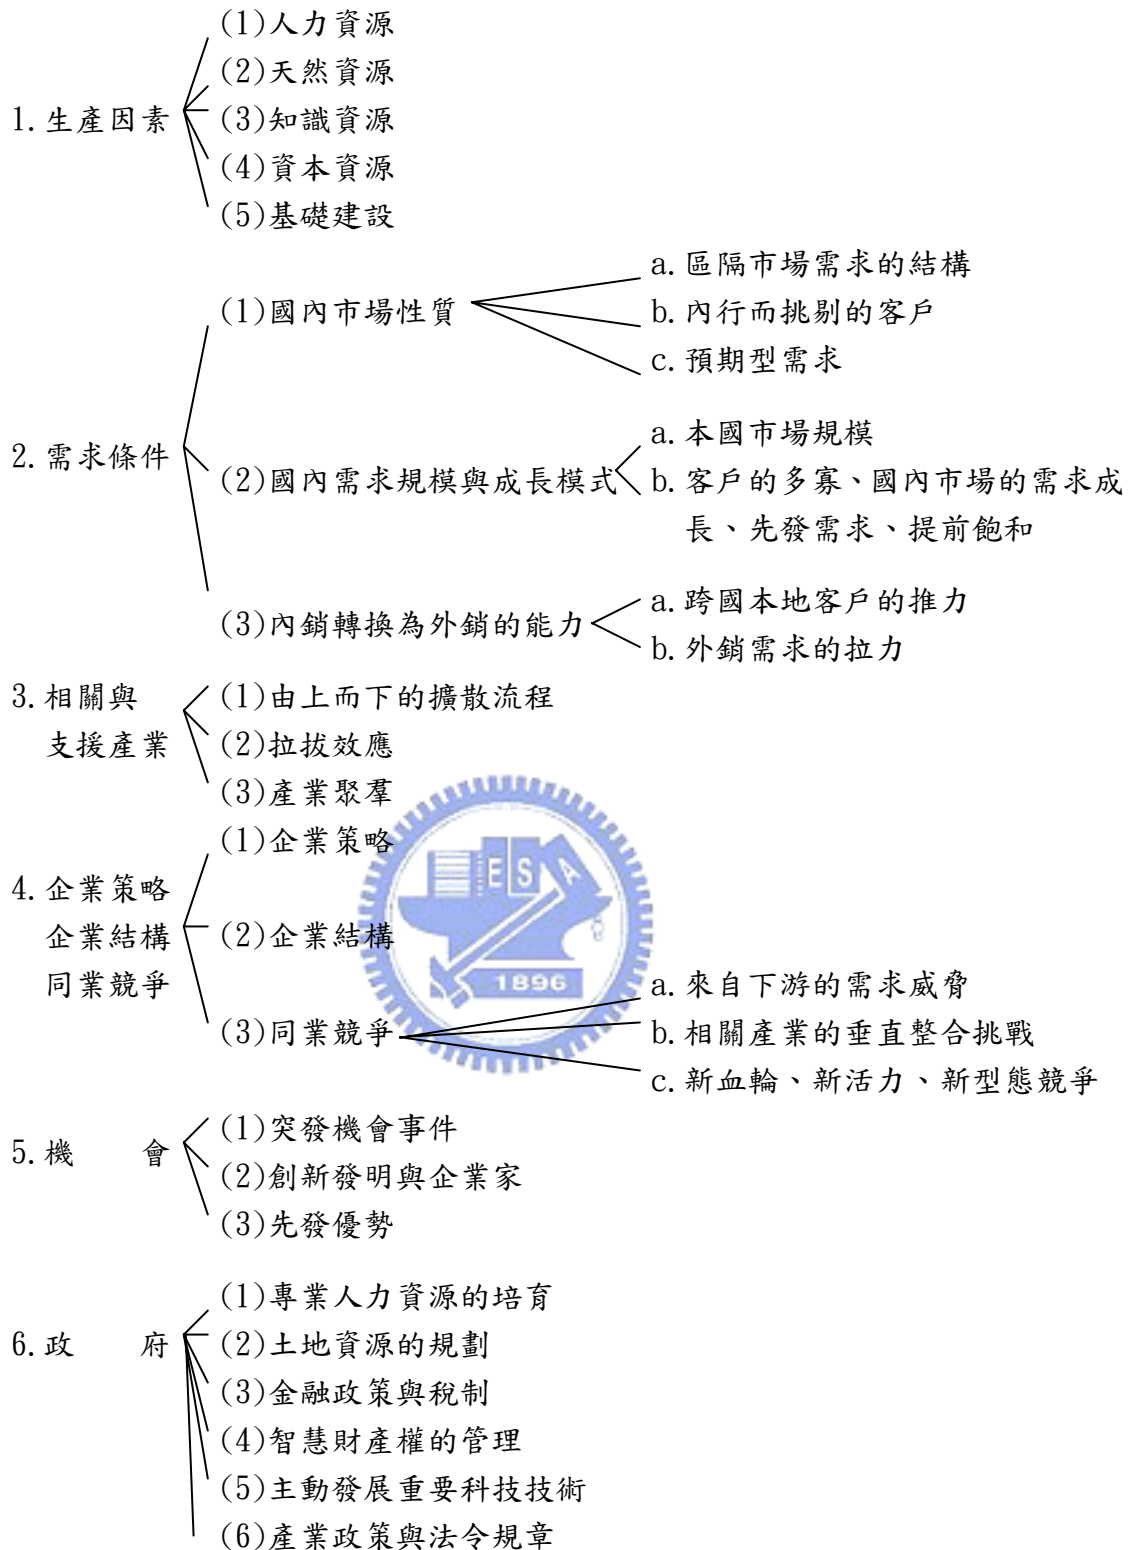 1.生產因素
(1)人力資源
(2)天然資源
(3)知識資源
(4)資本資源
(5)基礎建設
2.需求條件
(1)國內市場性質
a.區隔市場需求的結構
b.內行而挑剔的客戶
c.預期型需求
(2)國內需求規模與成長模式
a.本國市場規模
b.客戶的多寡、國內市場的需求成
長、先發需求、提前飽和
(3)內銷轉換為外銷的能力
a.跨國本地客戶的推力
b.外銷需求的拉力
3.相關與
支援產業
(1)由上而下的擴散流程
(2)拉拔效應
(3)產業聚羣
4.企業策略
企業結構
同業競爭
(1)企業策略
(2)企業結構
(3)同業競爭
a.來自下游的需求威脅
b.相關產業的垂直整合挑戰
c.新血輪、新活力、新型態競爭
E S A
1896
5.機 會
(1)突發機會事件
(2)創新發明與企業家
(3)先發優勢
6.政 府
(1)專業人力資源的培育
(2)土地資源的規劃
(3)金融政策與稅制
(4)智慧財產權的管理
(5)主動發展重要科技技術
(6)產業政策與法令規章